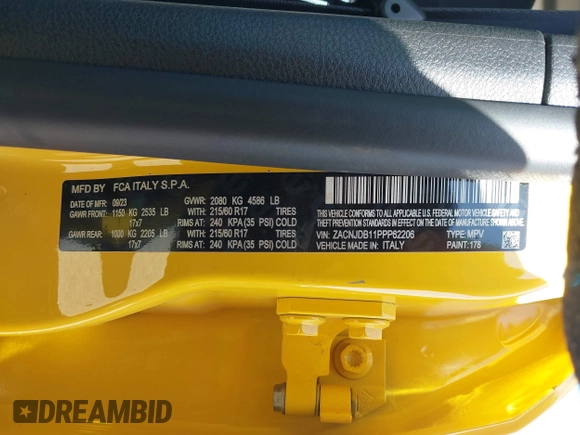 MFD BY FCA ITALY S.P.A.
DATE OF MFR: 09/23 GVWR: 2080 KG 4586 LB
GAWR FRONT: 1150 KG 2535 LB WITH 215/60 R17 TIRES
17x7 RIMS AT: 240 KPA (35 PSI) COLD
GAWR REAR: 1000 KG 2205 LB WITH 215/60 R17 TIRES
17x7 RIMS AT: 240 KPA (35 PSI) COLD
THIS VEHICLE CONFORMS TO ALL APPLICABLE U.S. FEDERAL MOTOR VEHICLE
SAFETY, BUMPER, AND THEFT PREVENTION STANDARDS IN
EFFECT ON THE DATE OF MANUFACTURE SHOWN ABOVE.
VIN: ZACNJDB11PPP62206 TYPE: MPV
VEHICLE MADE IN: ITALY PAINT: 178
DREAMBID